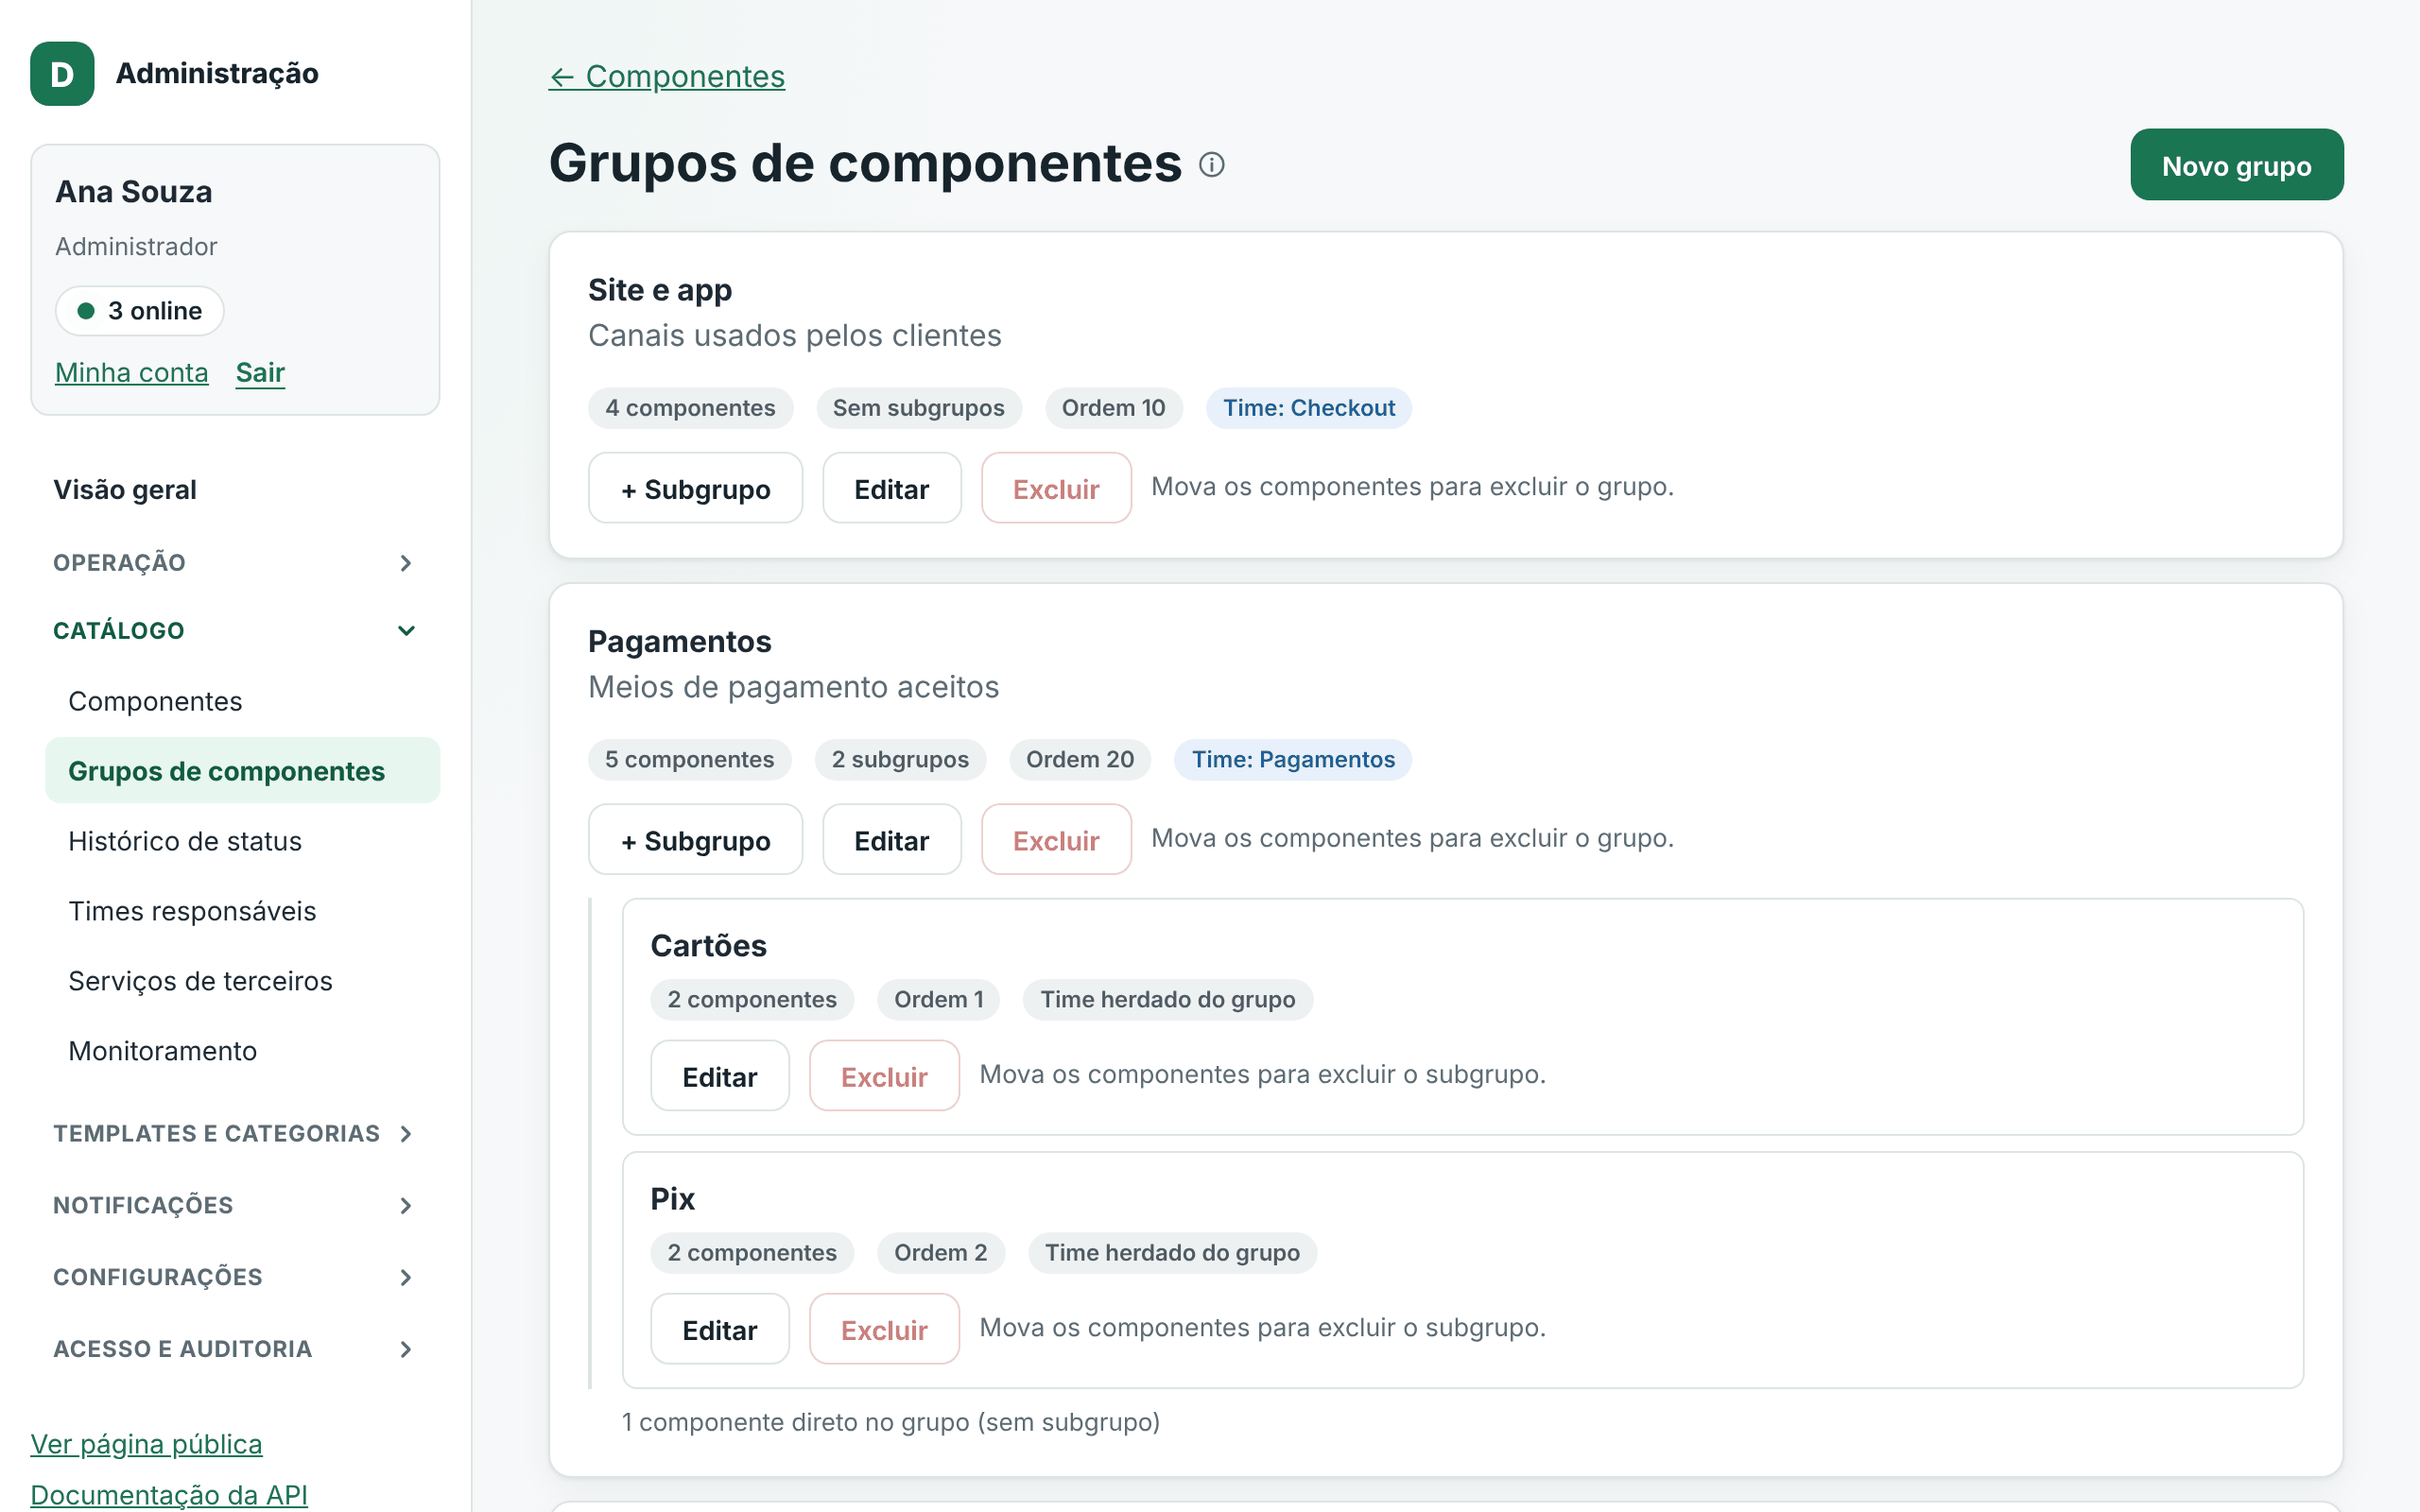 D
Administração
Ana Souza
Administrador
3 online
Minha conta Sair
Visão geral
OPERAÇÃO
CATÁLOGO
Componentes
Grupos de componentes
Histórico de status
Times responsáveis
Serviços de terceiros
Monitoramento
TEMPLATES E CATEGORIAS
NOTIFICAÇÕES
CONFIGURAÇÕES
ACESSO E AUDITORIA
Ver página pública
Documentação da API
← Componentes
Grupos de componentes
Novo grupo
Site e app
Canais usados pelos clientes
4 componentes Sem subgrupos Ordem 10 Time: Checkout
+ Subgrupo Editar Excluir Mova os componentes para excluir o grupo.
Pagamentos
Meios de pagamento aceitos
5 componentes 2 subgrupos Ordem 20 Time: Pagamentos
+ Subgrupo Editar Excluir Mova os componentes para excluir o grupo.
Cartões
2 componentes Ordem 1 Time herdado do grupo
Editar Excluir Mova os componentes para excluir o subgrupo.
Pix
2 componentes Ordem 2 Time herdado do grupo
Editar Excluir Mova os componentes para excluir o subgrupo.
1 componente direto no grupo (sem subgrupo)